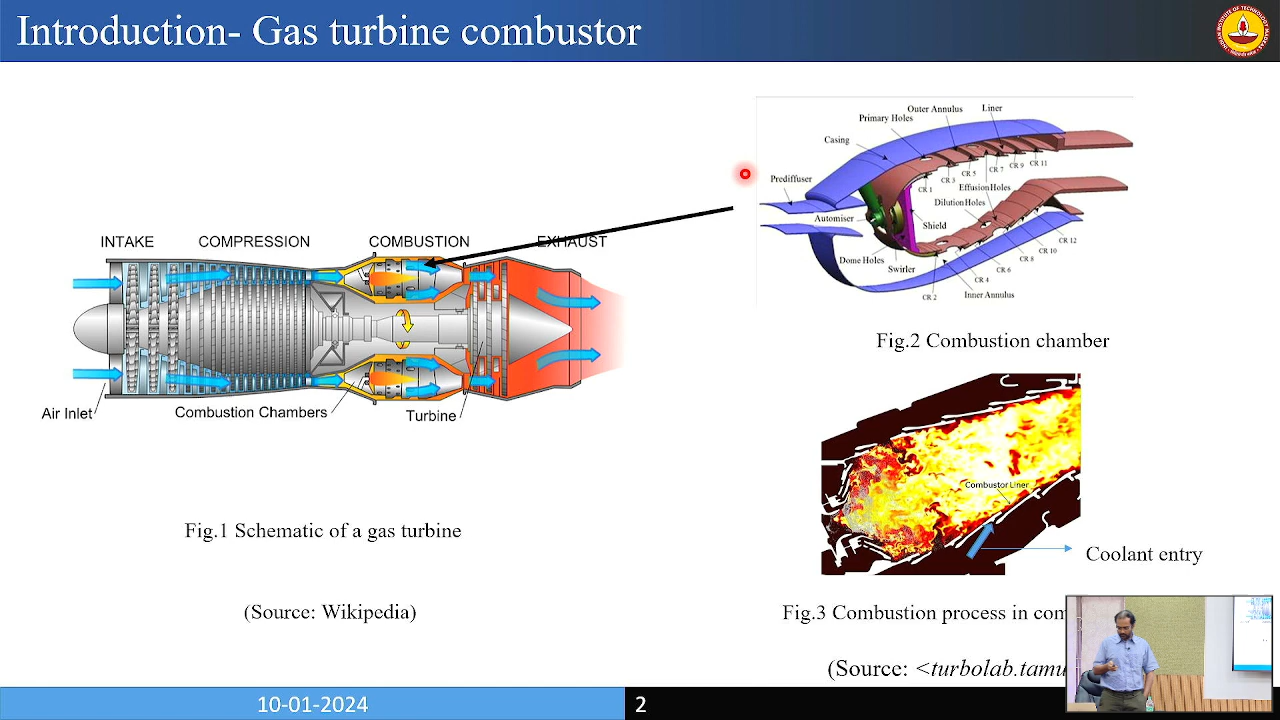 Introduction- Gas turbine combustor
INTAKE
COMPRESSION
COMBUSTION
EXHAUST
Air Inlet
Combustion Chambers
Turbine
Fig.1 Schematic of a gas turbine
(Source: Wikipedia)
Outer Annulus
Liner
Primary Holes
Casing
Prediffuser
CR 1
CR 3
CR 5
CR 7
CR 9
CR 11
Effusion Holes
Dilution Holes
Automiser
Shield
Dome Holes
Swirler
CR 2
CR 4
CR 6
CR 8
CR 10
CR 12
Inner Annulus
Fig.2 Combustion chamber
Combustor Liner
Coolant entry
Fig.3 Combustion process in
(Source: <turbolab.tamu
10-01-2024
2